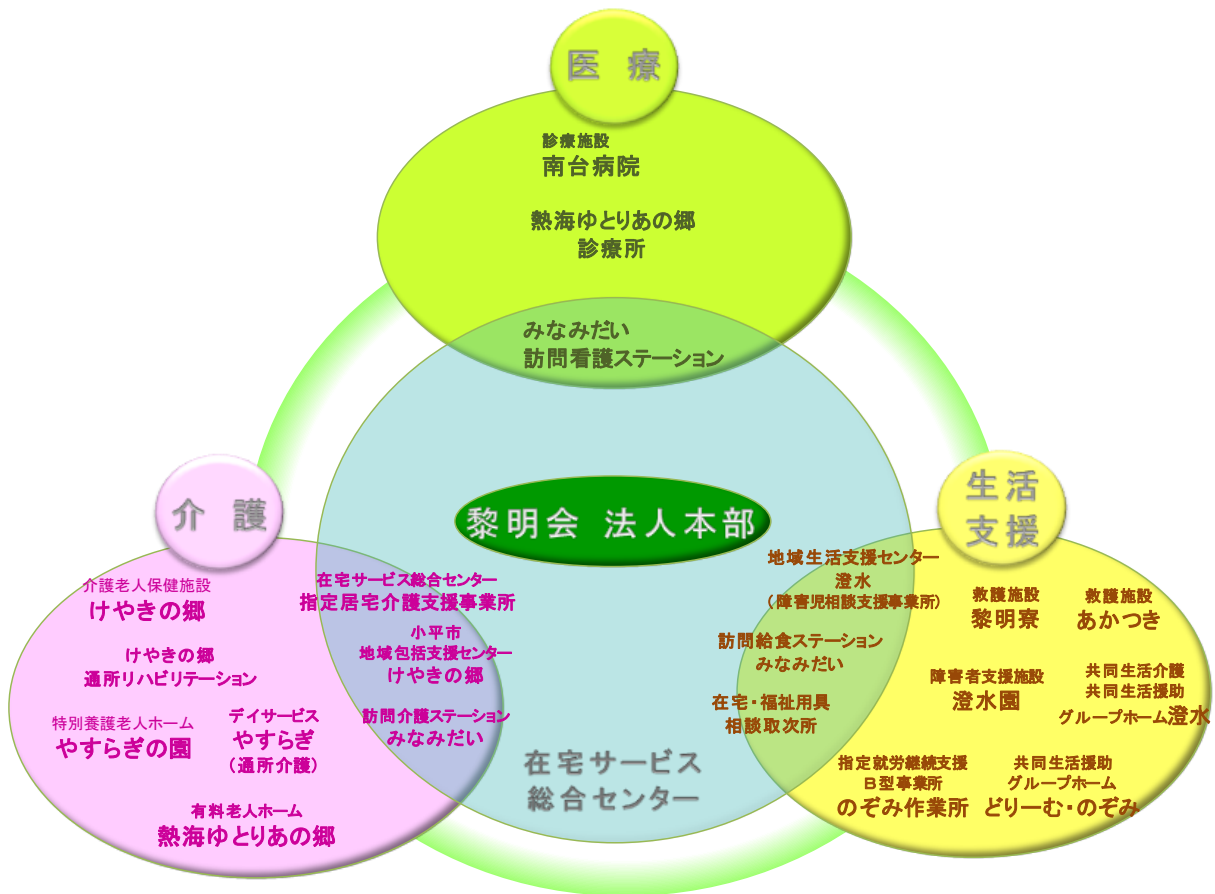 医 療
診療施設
南台病院
熱海ゆとりあの郷
診療所
みなみだい
訪問看護ステーション
黎明会 法人本部
介 護
介護老人保健施設
けやきの郷
けやきの郷
通所リハビリテーション
特別養護老人ホーム
やすらぎの園
デイサービス
やすらぎ
（通所介護）
有料老人ホーム
熱海ゆとりあの郷
在宅サービス総合センター
指定居宅介護支援事業所
小平市
地域包括支援センター
けやきの郷
訪問介護ステーション
みなみだい
在宅サービス
総合センター
地域生活支援センター
澄水
（障害児相談支援事業所）
訪問給食ステーション
みなみだい
在宅・福祉用具
相談取次所
生活
支援
救護施設
黎明寮
救護施設
あかつき
障害者支援施設
澄水園
共同生活介護
共同生活援助
グループホーム澄水
指定就労継続支援
B型事業所
のぞみ作業所
共同生活援助
グループホーム
どりーむ・のぞみ